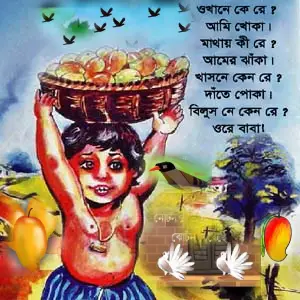 ওখানে কে রে ?
আমি খোকা।
মাথায় কী রে ?
আমের ঝাঁকা।
খাসনে কেন রে ?
দাঁতে পোকা।
বিলুস নে কেন রে ?
ওরে বাবা!